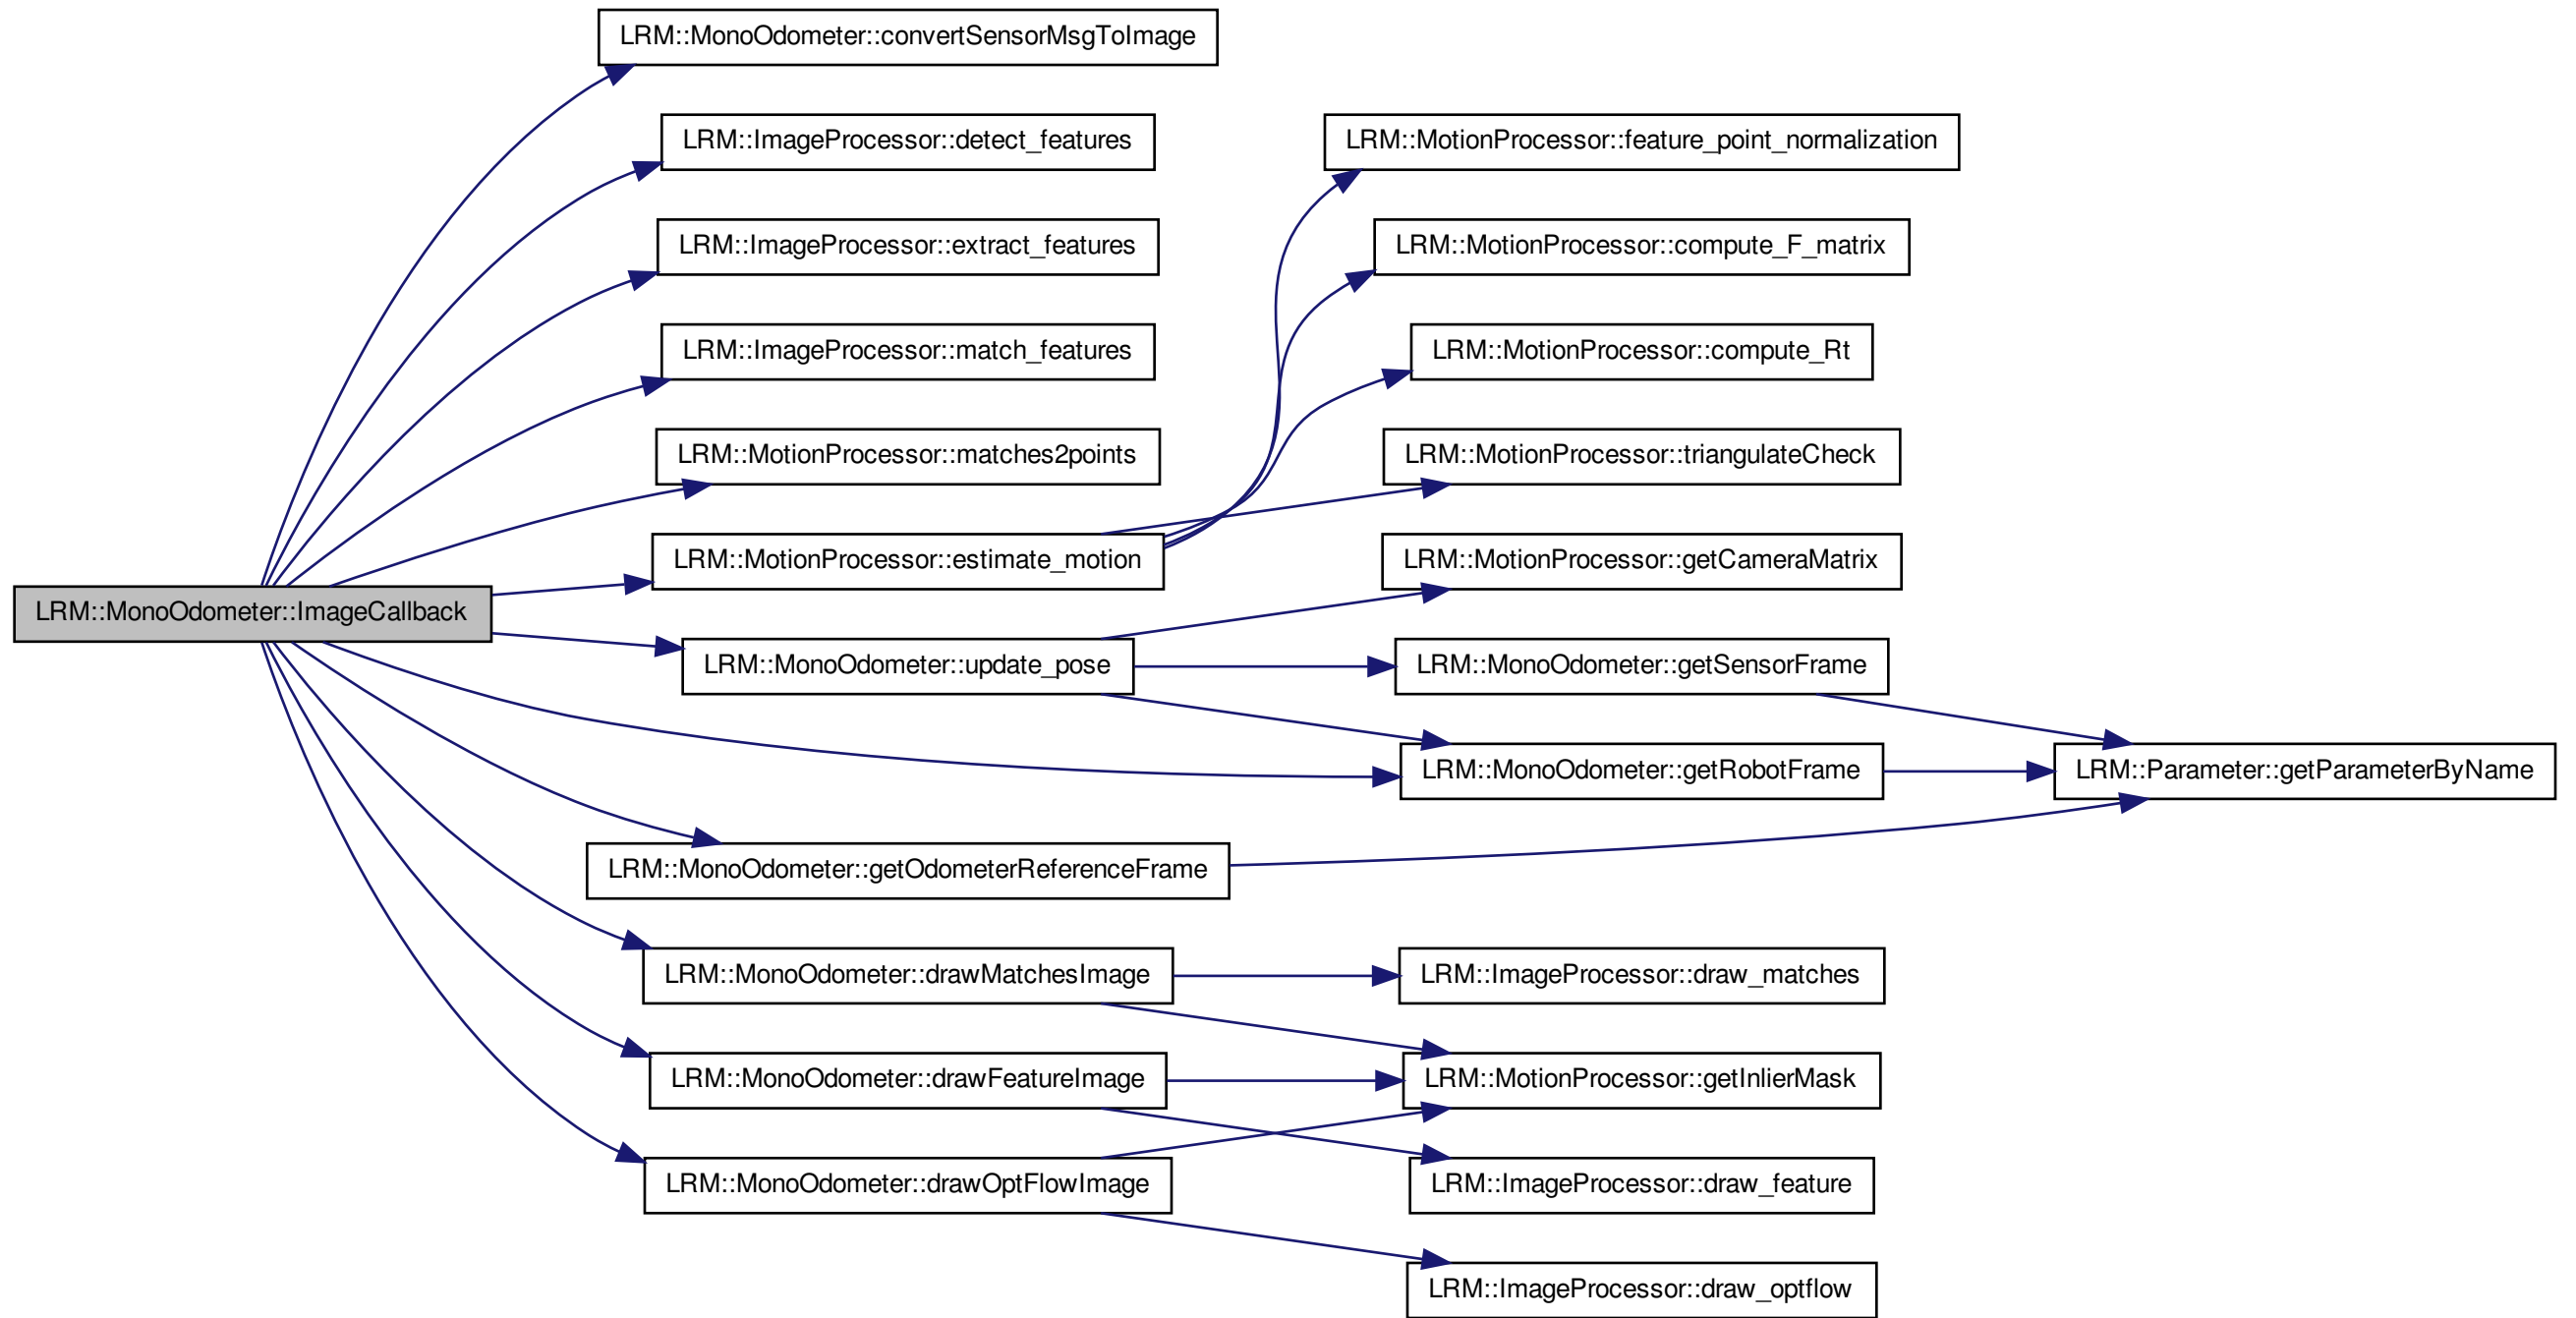 LRM::MonoOdometer::convertSensorMsgToImage
LRM::ImageProcessor::detect_features
LRM::MotionProcessor::feature_point_normalization
LRM::ImageProcessor::extract_features
LRM::MotionProcessor::compute_F_matrix
LRM::ImageProcessor::match_features
LRM::MotionProcessor::compute_Rt
LRM::MotionProcessor::matches2points
LRM::MotionProcessor::triangulateCheck
LRM::MotionProcessor::estimate_motion
LRM::MotionProcessor::getCameraMatrix
LRM::MonoOdometer::ImageCallback
LRM::MonoOdometer::update_pose
LRM::MonoOdometer::getSensorFrame
LRM::MonoOdometer::getRobotFrame
LRM::Parameter::getParameterByName
LRM::MonoOdometer::getOdometerReferenceFrame
LRM::MonoOdometer::drawMatchesImage
LRM::ImageProcessor::draw_matches
LRM::MonoOdometer::drawFeatureImage
LRM::MotionProcessor::getInlierMask
LRM::MonoOdometer::drawOptFlowImage
LRM::ImageProcessor::draw_feature
LRM::ImageProcessor::draw_optflow